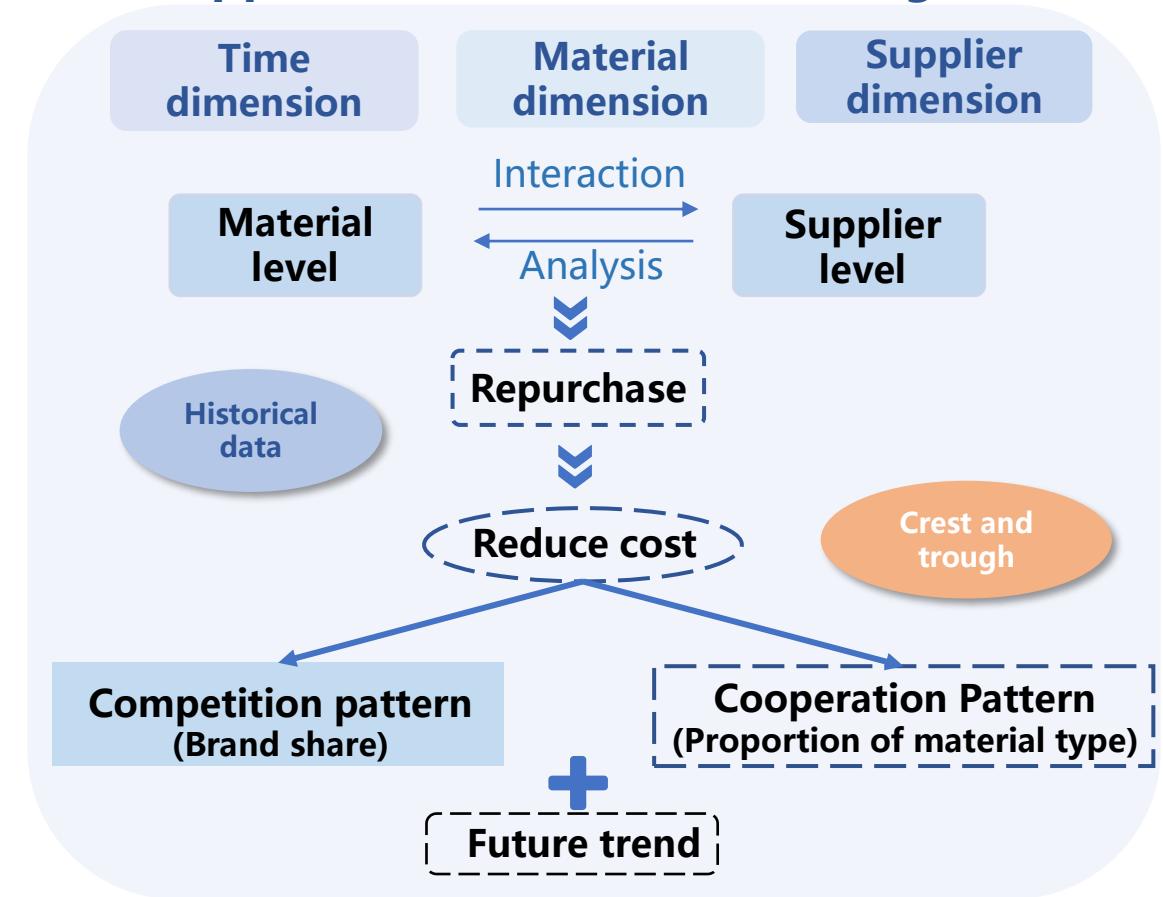 Time
dimension
Material
dimension
Supplier
dimension
Interaction
Material
level
Supplier
level
Analysis
Repurchase
Historical
data
Reduce cost
Crest and
trough
Competition pattern
(Brand share)
Cooperation Pattern
(Proportion of material type)
Future trend